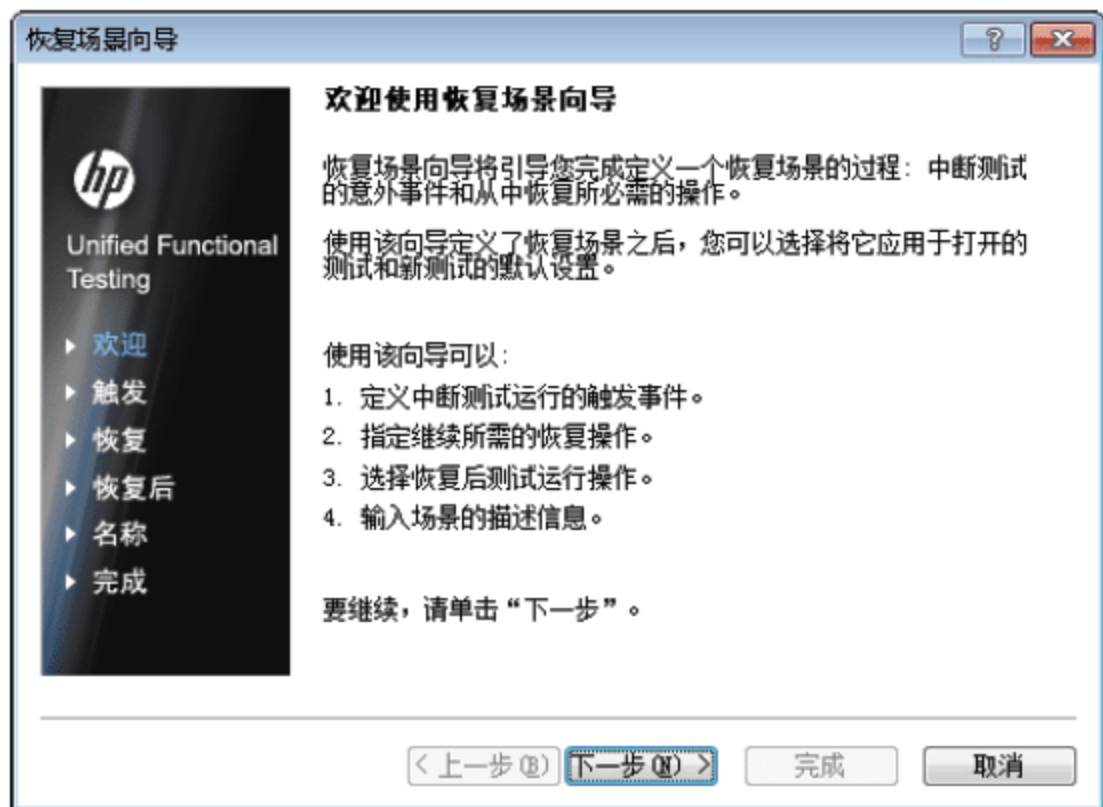 恢复场景向导
?
欢迎使用恢复场景向导
恢复场景向导将引导您完成定义一个恢复场景的过程：中断测试
的意外事件和从中恢复所必需的操作。
使用该向导定义了恢复场景之后，您可以选择将它应用于打开的
测试和新测试的默认设置。
使用该向导可以：
1. 定义中断测试运行的触发事件。
2. 指定继续所需的恢复操作。
3. 选择恢复后测试运行操作。
4. 输入场景的描述信息。
要继续，请单击“下一步”。
hp
Unified Functional
Testing
欢迎
触发
恢复
恢复后
名称
完成
< 上一步(B)
下一步(N) >
完成
取消